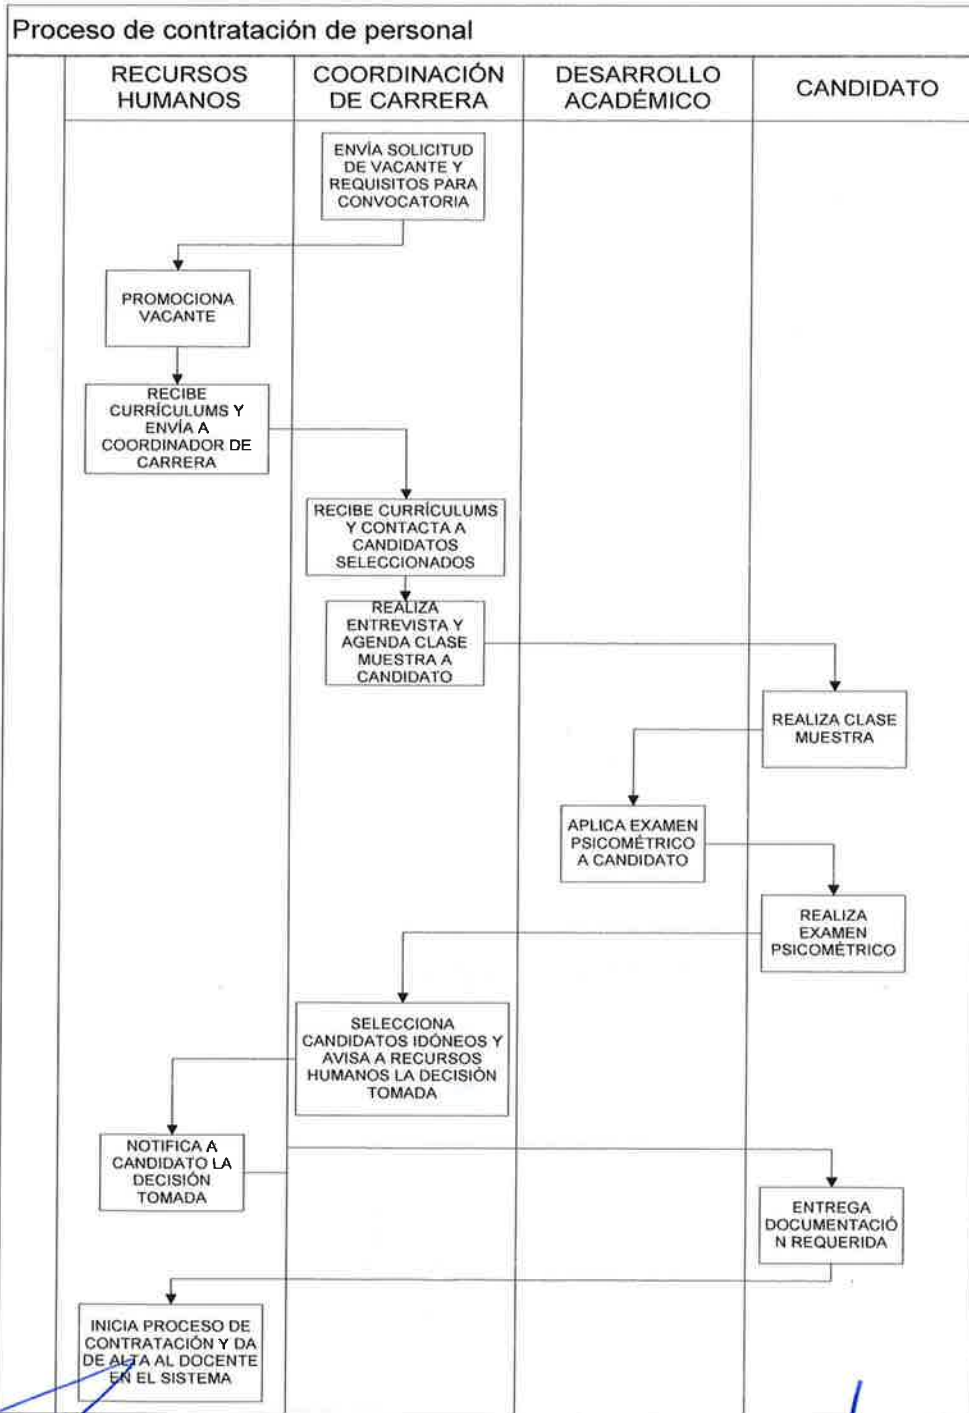 Proceso de contratación de personal
RECURSOS
HUMANOS
COORDINACIÓN
DE CARRERA
DESARROLLO
ACADÉMICO
CANDIDATO
ENVÍA SOLICITUD
DE VACANTE Y
REQUISITOS PARA
CONVOCATORIA
PROMOCIONA
VACANTE
RECIBE
CURRÍCULUMS Y
ENVÍA A
COORDINADOR DE
CARRERA
RECIBE CURRÍCULUMS
Y CONTACTA A
CANDIDATOS
SELECCIONADOS
REALIZA
ENTREVISTA Y
AGENDA CLASE
MUESTRA A
CANDIDATO
REALIZA CLASE
MUESTRA
APLICA EXAMEN
PSICOMÉTRICO
A CANDIDATO
REALIZA
EXAMEN
PSICOMÉTRICO
SELECCIONA
CANDIDATOS IDÓNEOS Y
AVISA A RECURSOS
HUMANOS LA DECISIÓN
TOMADA
NOTIFICA A
CANDIDATO LA
DECISIÓN
TOMADA
ENTREGA
DOCUMENTACIÓ
N REQUERIDA
INICIA PROCESO DE
CONTRATACIÓN Y DA
DE ALTA AL DOCENTE
EN EL SISTEMA